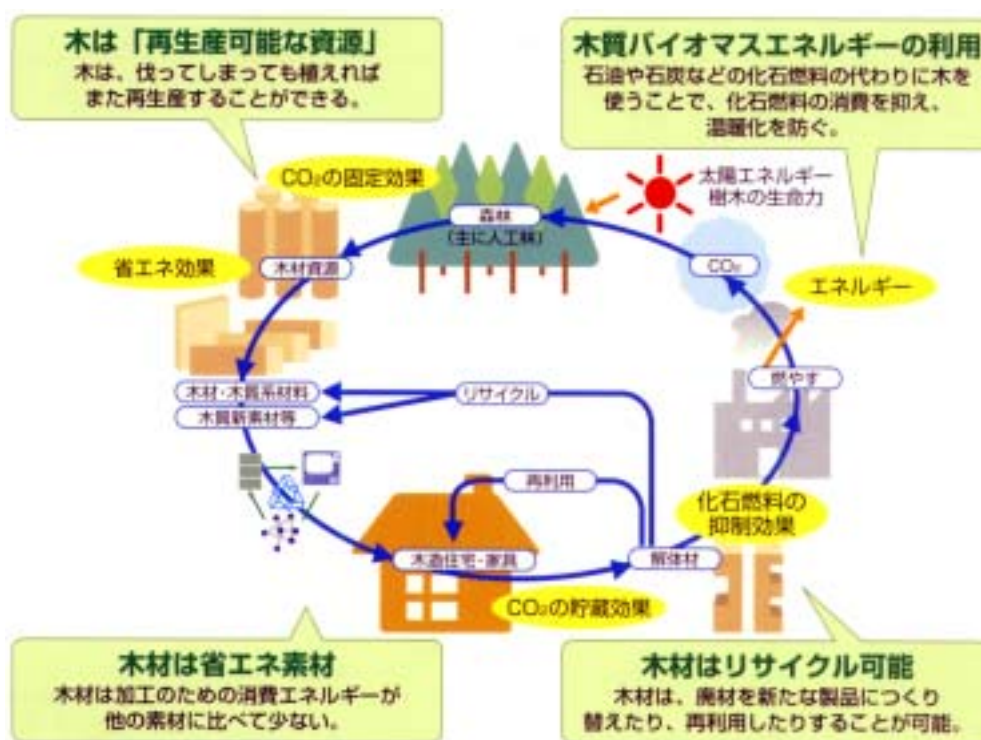 木は「再生産可能な資源」
木は、伐ってしまっても植えれば
また再生産することができる。
木質バイオマスエネルギーの利用
石油や石炭などの化石燃料の代わりに木を
使うことで、化石燃料の消費を抑え、
温暖化を防ぐ。
CO₂の固定効果
太陽エネルギー
樹木の生命力
森林
(主に人工林)
省エネ効果
木材資源
CO₂
エネルギー
燃やす
木材・木質系材料
リサイクル
木質新素材等
再利用
化石燃料の
抑制効果
木造住宅・家具
解体材
CO₂の貯蔵効果
木材は省エネ素材
木材は加工のための消費エネルギーが
他の素材に比べて少ない。
木材はリサイクル可能
木材は、廃材を新たな製品につくり
替えたり、再利用したりすることが可能。